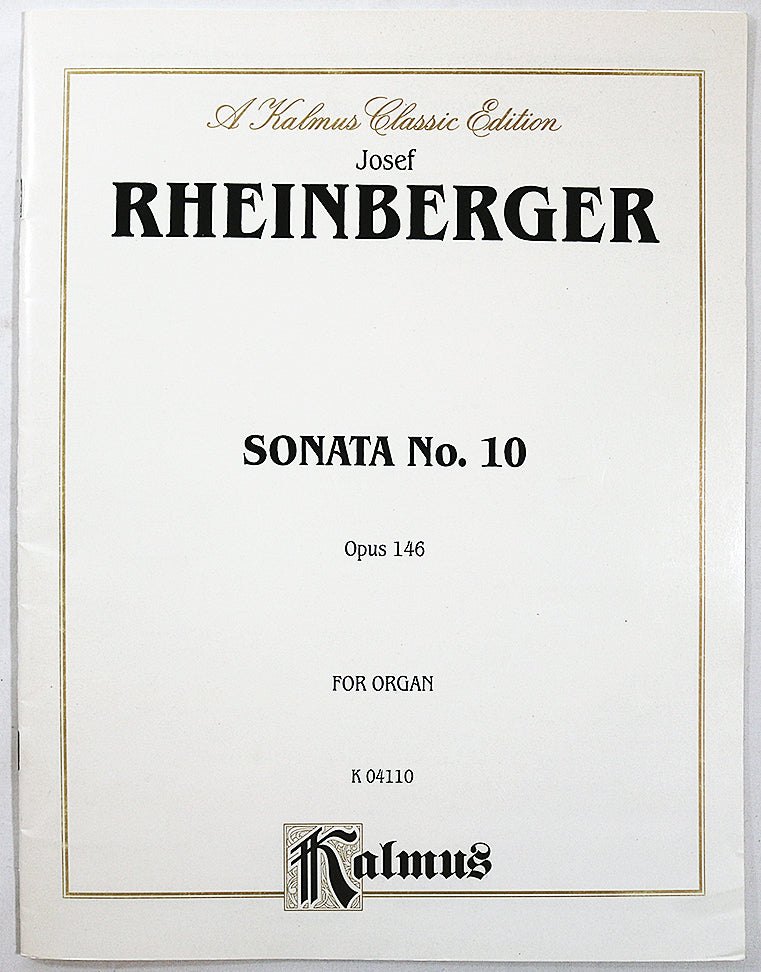 A Kalmus Classic Edition
Josef
RHEINBERGER
SONATA No. 10
Opus 146
FOR ORGAN
K 04110
Kalmus